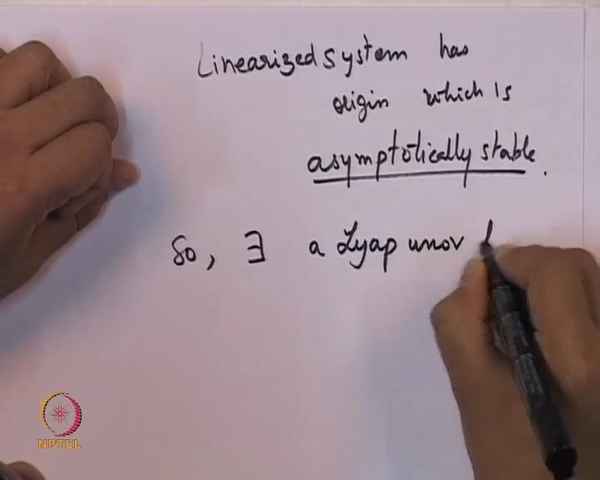 Linearized system has
origin which is
asymptotically stable.
So, ∃ a Lyapunov
NPTEL